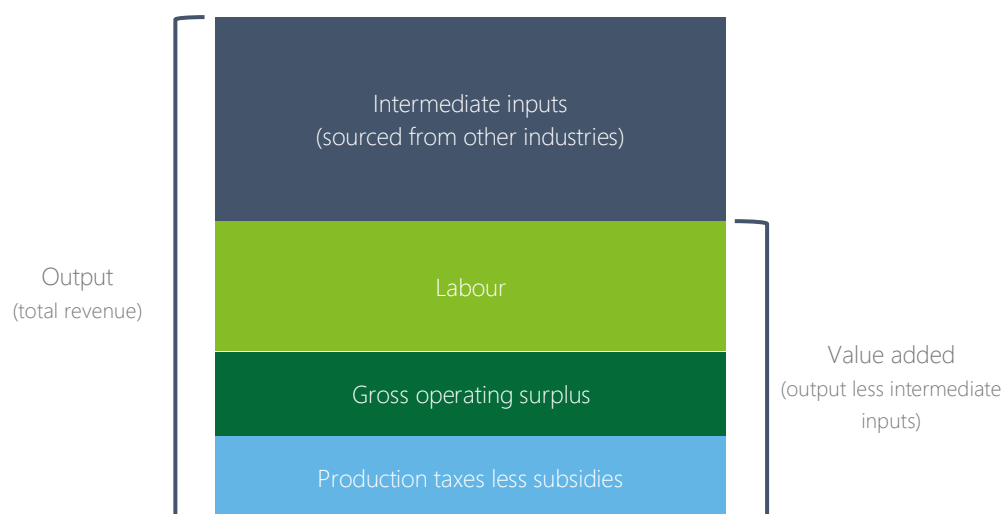 Intermediate inputs
(sourced from other industries)
Output
(total revenue)
Labour
Value added
(output less intermediate
inputs)
Gross operating surplus
Production taxes less subsidies